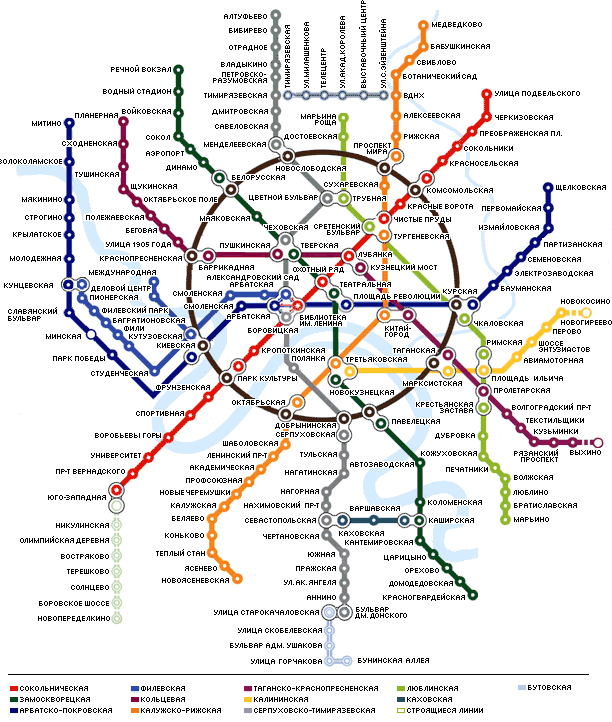 АЛТУФЬЕВО
БИБИРЕВО
ОТРАДНОЕ
ВЛАДЫКИНО
ПЕТРОВСКО-
РАЗУМОВСКАЯ
ТИМИРЯЗЕВСКАЯ
ДМИТРОВСКАЯ
САВЕЛОВСКАЯ
МЕНДЕЛЕЕВСКАЯ
ТИМИРЯЗЕВСКАЯ
УЛ.МИЛАШЕНКОВА
ТЕЛЕЦЕНТР
УЛ.АКАД.КОРОЛЕВА
ВЫСТАВОЧНЫЙ ЦЕНТР
УЛ.С.ЭЙЗЕНШТЕЙНА
МЕДВЕДКОВО
БАБУШКИНСКАЯ
СВИБЛОВО
БОТАНИЧЕСКИЙ САД
ВДНХ
АЛЕКСЕЕВСКАЯ
РИЖСКАЯ
ПРОСПЕКТ
МИРА
МАРЬИНА
РОЩА
ДОСТОЕВСКАЯ
УЛИЦА ПОДБЕЛЬСКОГО
ЧЕРКИЗОВСКАЯ
ПРЕОБРАЖЕНСКАЯ ПЛ.
СОКОЛЬНИКИ
КРАСНОСЕЛЬСКАЯ
КОМСОМОЛЬСКАЯ
КРАСНЫЕ ВОРОТА
ЧИСТЫЕ ПРУДЫ
ТУРГЕНЕВСКАЯ
РЕЧНОЙ ВОКЗАЛ
ВОДНЫЙ СТАДИОН
ВОЙКОВСКАЯ
СОКОЛ
АЭРОПОРТ
ДИНАМО
БЕЛОРУССКАЯ
МАЯКОВСКАЯ
НОВОСЛОБОДСКАЯ
ЦВЕТНОЙ БУЛЬВАР
СУХАРЕВСКАЯ
ТРУБНАЯ
СРЕТЕНСКИЙ
БУЛЬВАР
МИТИНО
ВОЛОКОЛАМСКОЕ
МЯКИНИНО
СТРОГИНО
КРЫЛАТСКОЕ
МОЛОДЕЖНАЯ
КУНЦЕВСКАЯ
СЛАВЯНСКИЙ
БУЛЬВАР
МИНСКАЯ
ПАРК ПОБЕДЫ
ПЛАНЕРНАЯ
СХОДНЕНСКАЯ
ТУШИНСКАЯ
ЩУКИНСКАЯ
ОКТЯБРЬСКОЕ ПОЛЕ
ПОЛЕЖАЕВСКАЯ
БЕГОВАЯ
УЛИЦА 1905 ГОДА
КРАСНОПРЕСНЕНСКАЯ
БАРРИКАДНАЯ
ПУШКИНСКАЯ
ЧЕХОВСКАЯ
ТВЕРСКАЯ
ЛУБЯНКА
КУЗНЕЦКИЙ МОСТ
МЕЖДУНАРОДНАЯ
ДЕЛОВОЙ ЦЕНТР
ПИОНЕРСКАЯ
ФИЛЕВСКИЙ ПАРК
БАГРАТИОНОВСКАЯ
ФИЛИ
КУТУЗОВСКАЯ
СТУДЕНЧЕСКАЯ
КИЕВСКАЯ
АЛЕКСАНДРОВСКИЙ САД
ОХОТНЫЙ РЯД
ТЕАТРАЛЬНАЯ
АРБАТСКАЯ
СМОЛЕНСКАЯ
СМОЛЕНСКАЯ
АРБАТСКАЯ
ПЛОЩАДЬ РЕВОЛЮЦИИ
БОРОВИЦКАЯ
БИБЛИОТЕКА
ИМ. ЛЕНИНА
КИТАЙ-
ГОРОД
ЩЕЛКОВСКАЯ
ПЕРВОМАЙСКАЯ
ИЗМАЙЛОВСКАЯ
ПАРТИЗАНСКАЯ
СЕМЕНОВСКАЯ
ЭЛЕКТРОЗАВОДСКАЯ
БАУМАНСКАЯ
КУРСКАЯ
ЧКАЛОВСКАЯ
РИМСКАЯ
ПЛОЩАДЬ ИЛЬИЧА
НОВОКОСИНО
НОВОГИРЕЕВО
ПЕРОВО
ШОССЕ
ЭНТУЗИАСТОВ
АВИАМОТОРНАЯ
ТАГАНСКАЯ
МАРКСИСТСКАЯ
ПРОЛЕТАРСКАЯ
КРЕСТЬЯНСКАЯ
ЗАСТАВА
ВОЛГОГРАДСКИЙ ПР-Т
ТЕКСТИЛЬЩИКИ
КУЗЬМИНКИ
РЯЗАНСКИЙ
ПРОСПЕКТ
ВЫХИНО
ДУБРОВКА
КОЖУХОВСКАЯ
ПЕЧАТНИКИ
ВОЛЖСКАЯ
ЛЮБЛИНО
БРАТИСЛАВСКАЯ
МАРЬИНО
КРОПОТКИНСКАЯ
ПОЛЯНКА
ТРЕТЬЯКОВСКАЯ
НОВОКУЗНЕЦКАЯ
ПАРК КУЛЬТУРЫ
ФРУНЗЕНСКАЯ
СПОРТИВНАЯ
ВОРОБЬЕВЫ ГОРЫ
УНИВЕРСИТЕТ
ПР-Т ВЕРНАДСКОГО
ЮГО-ЗАПАДНАЯ
НИКУЛИНСКАЯ
ОЛИМПИЙСКАЯ ДЕРЕВНЯ
ВОСТРЯКОВО
ТЕРЕШКОВО
СОЛНЦЕВО
БОРОВСКОЕ ШОССЕ
НОВОПЕРЕДЕЛКИНО
ОКТЯБРЬСКАЯ
ДОБРЫНИНСКАЯ
СЕРПУХОВСКАЯ
ПАВЕЛЕЦКАЯ
ШАБОЛОВСКАЯ
ЛЕНИНСКИЙ ПР-Т
АКАДЕМИЧЕСКАЯ
ПРОФСОЮЗНАЯ
НОВЫЕ ЧЕРЕМУШКИ
КАЛУЖСКАЯ
БЕЛЯЕВО
КОНЬКОВО
ТЕПЛЫЙ СТАН
ЯСЕНЕВО
НОВОЯСЕНЕВСКАЯ
ТУЛЬСКАЯ
НАГАТИНСКАЯ
НАГОРНАЯ
НАХИМОВСКИЙ ПР-Т
СЕВАСТОПОЛЬСКАЯ
ЧЕРТАНОВСКАЯ
ЮЖНАЯ
ПРАЖСКАЯ
УЛ. АК. ЯНГЕЛЯ
АННИНО
БУЛЬВАР
ДМ. ДОНСКОГО
УЛИЦА СТАРОКАЧАЛОВСКАЯ
УЛИЦА СКОБЕЛЕВСКАЯ
БУЛЬВАР АДМ. УШАКОВА
УЛИЦА ГОРЧАКОВА
БУНИНСКАЯ АЛЛЕЯ
АВТОЗАВОДСКАЯ
КОЛОМЕНСКАЯ
ВАРШАВСКАЯ
КАХОВСКАЯ
КАШИРСКАЯ
КАНТЕМИРОВСКАЯ
ЦАРИЦЫНО
ОРЕХОВО
ДОМОДЕДОВСКАЯ
КРАСНОГВАРДЕЙСКАЯ
СОКОЛЬНИЧЕСКАЯ
ЗАМОСКВОРЕЦКАЯ
АРБАТСКО-ПОКРОВСКАЯ
ФИЛЕВСКАЯ
КОЛЬЦЕВАЯ
КАЛУЖСКО-РИЖСКАЯ
ТАГАНСКО-КРАСНОПРЕСНЕНСКАЯ
КАЛИНИНСКАЯ
СЕРПУХОВСКО-ТИМИРЯЗЕВСКАЯ
ЛЮБЛИНСКАЯ
КАХОВСКАЯ
СТРОЯЩИЕСЯ ЛИНИИ
БУТОВСКАЯ